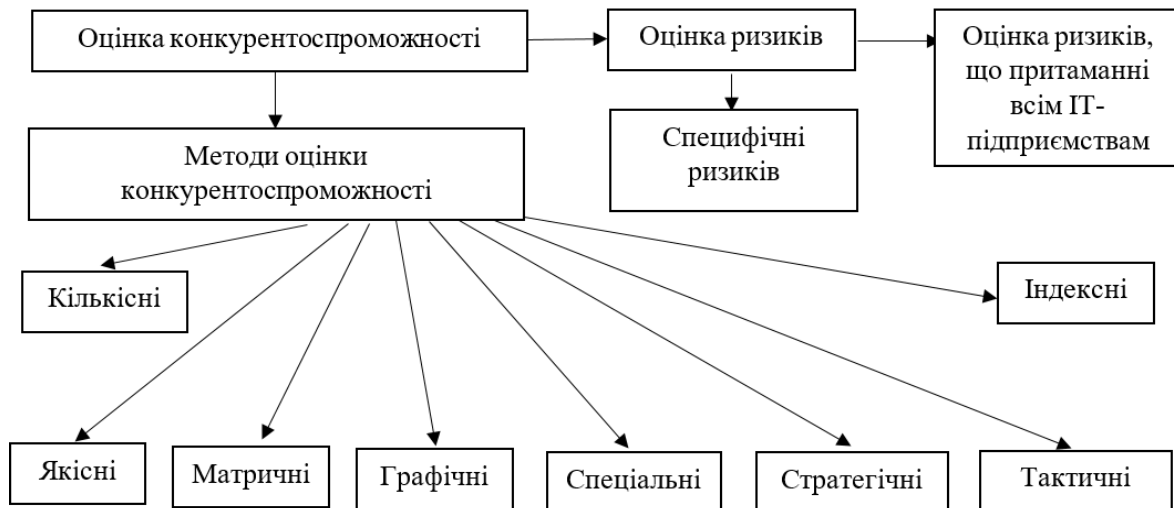 Оцінка конкурентоспроможності
Оцінка ризиків
Оцінка ризиків,
що притаманні
всім ІТ-
підприємствам
Специфічні
ризиків
Методи оцінки
конкурентоспроможності
Кількісні
Індексні
Якісні
Матричні
Графічні
Спеціальні
Стратегічні
Тактичні